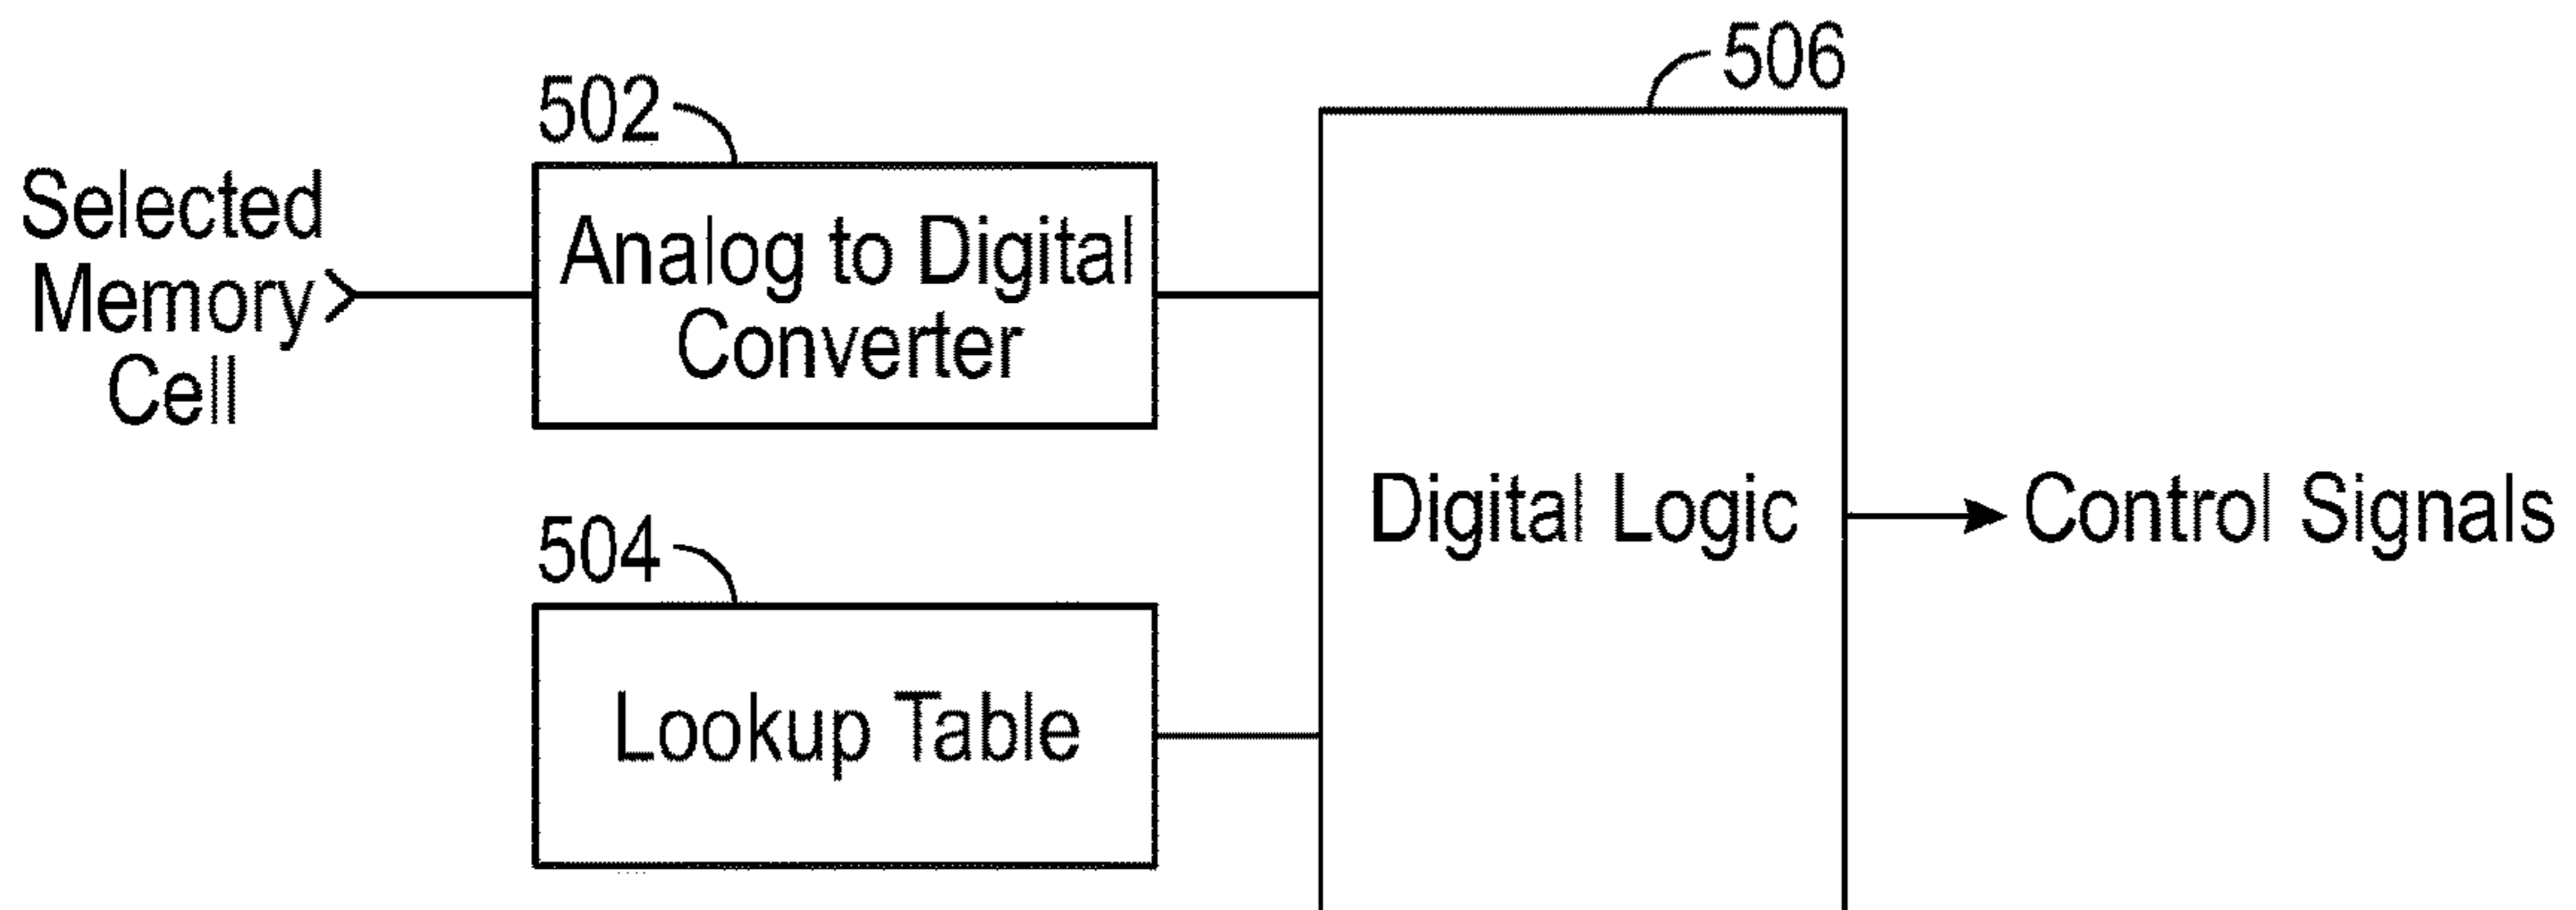 506
502
Selected
Memory
Cell
Analog to Digital
Converter
Digital Logic
Control Signals
504
Lookup Table